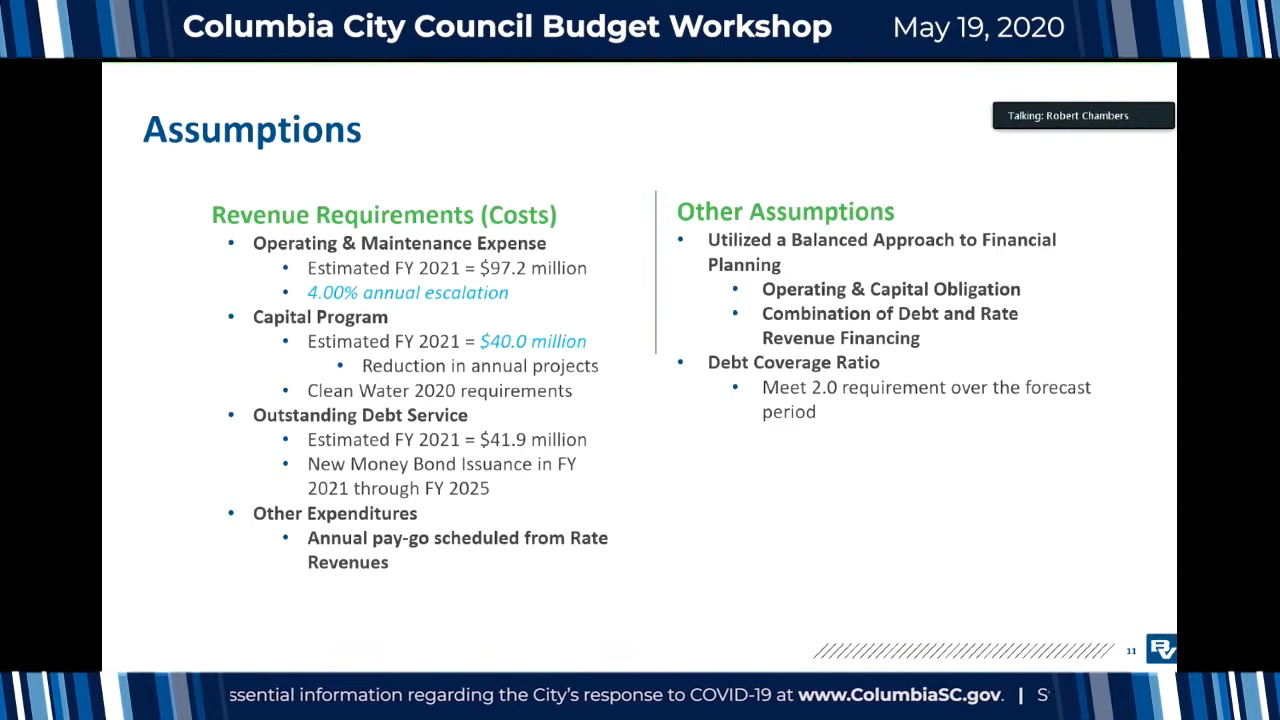 Columbia City Council Budget Workshop May 19, 2020
Talking: Robert Chambers
Assumptions
Revenue Requirements (Costs)
• Operating & Maintenance Expense
• Estimated FY 2021 = $97.2 million
• 4.00% annual escalation
• Capital Program
• Estimated FY 2021 = $40.0 million
• Reduction in annual projects
• Clean Water 2020 requirements
• Outstanding Debt Service
• Estimated FY 2021 = $41.9 million
• New Money Bond Issuance in FY
2021 through FY 2025
• Other Expenditures
• Annual pay-go scheduled from Rate
Revenues
Other Assumptions
• Utilized a Balanced Approach to Financial
Planning
• Operating & Capital Obligation
• Combination of Debt and Rate
Revenue Financing
• Debt Coverage Ratio
• Meet 2.0 requirement over the forecast
period
11
BV
ssential information regarding the City's response to COVID-19 at www.ColumbiaSC.gov. | S